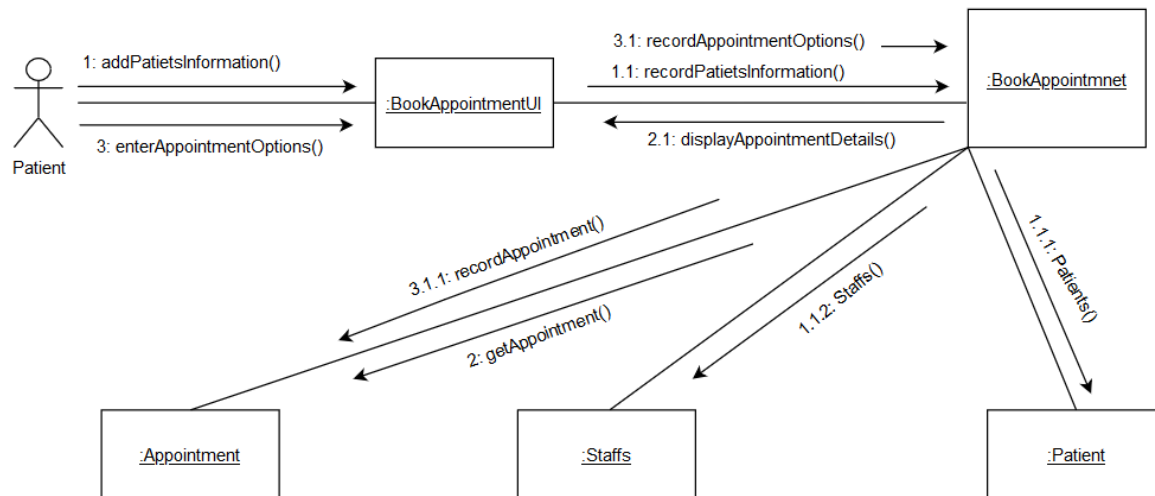 3.1: recordAppointmentOptions()
1: addPatietsInformation()
1.1: recordPatietsInformation()
:BookAppointmentUI
:BookAppointmnet
3: enterAppointmentOptions()
2.1: displayAppointmentDetails()
Patient
3.1.1: recordAppointment()
2: getAppointment()
1.1.2: Staffs()
1.1.1: Patients()
:Appointment
:Staffs
:Patient